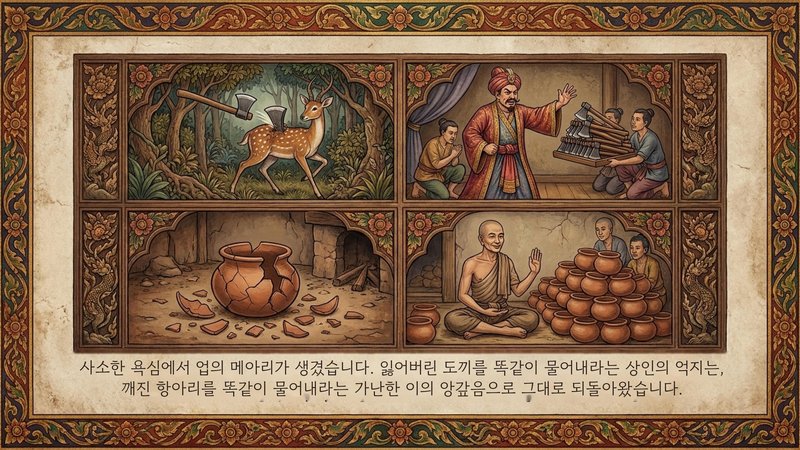 사소한 욕심에서 업의 메아리가 생겼습니다. 잃어버린 도끼를 똑같이 물어내라는 상인의 억지는,
깨진 항아리를 똑같이 물어내라는 가난한 이의 앙갚음으로 그대로 되돌아왔습니다.